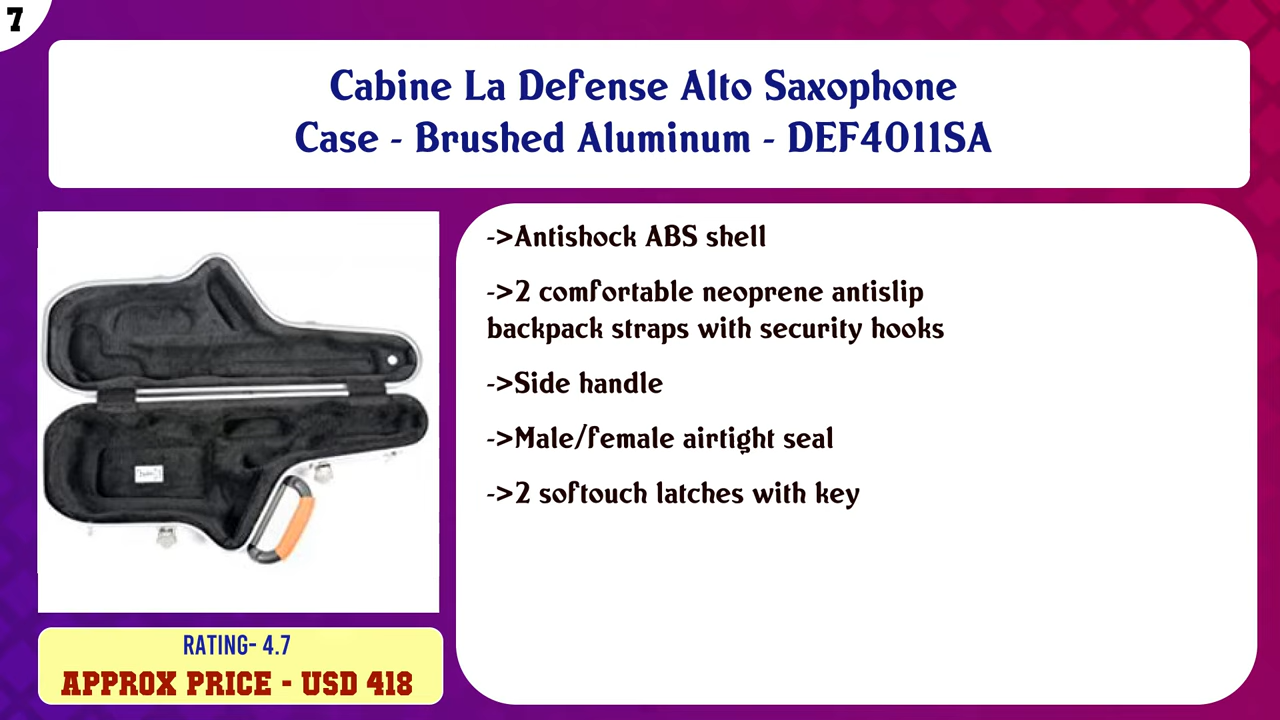 7
Cabine La Defense Alto Saxophone
Case - Brushed Aluminum - DEF4011SA
->Antishock ABS shell
->2 comfortable neoprene antislip
backpack straps with security hooks
->Side handle
->Male/female airtight seal
->2 softouch latches with key
RATING- 4.7
APPROX PRICE - USD 418